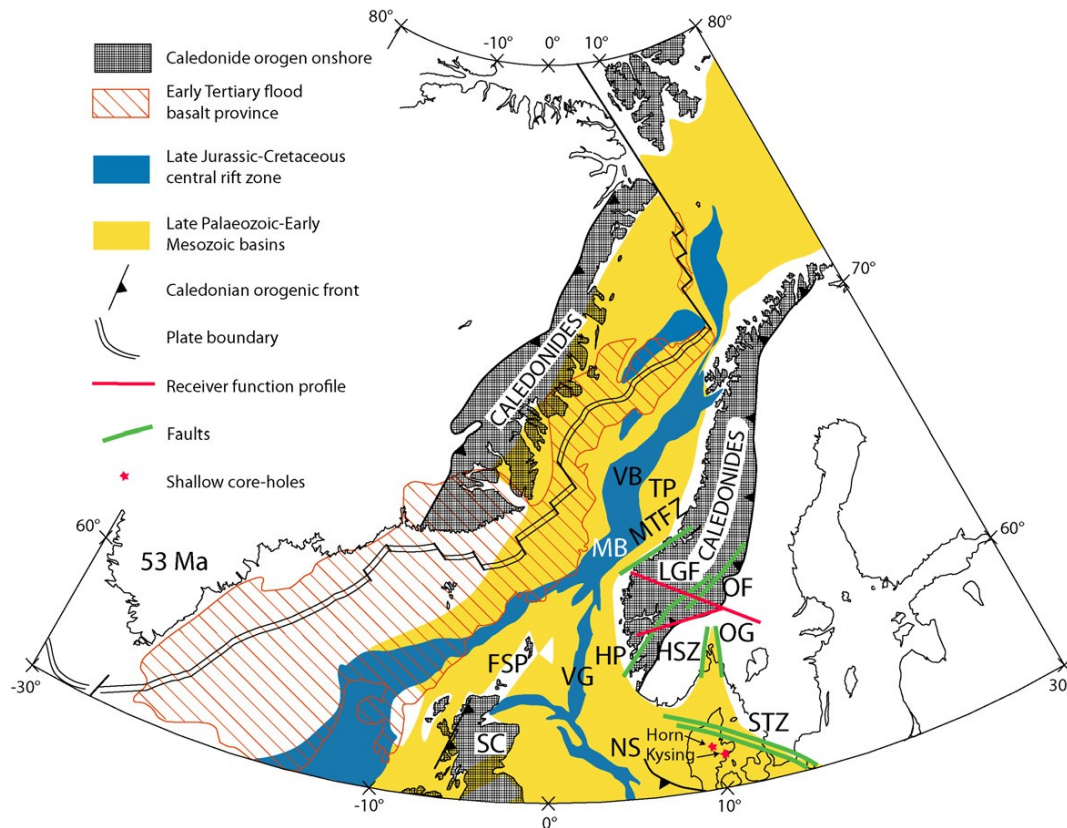 80°
-10°
0°
10°
80°
Caledonide orogen onshore
Early Tertiary flood
basalt province
Late Jurassic-Cretaceous
central rift zone
Late Palaeozoic-Early
Mesozoic basins
Caledonian orogenic front
Plate boundary
Receiver function profile
Faults
Shallow core-holes
70°
CALEDONIDES
CALEDONIDES
VB
TP
MTFZ
MB
LGF
OF
60°
60°
53 Ma
OG
HP
HSZ
FSP
VG
-30°
30
STZ
SC
NS
Horn
Kysing
-10°
0°
10°